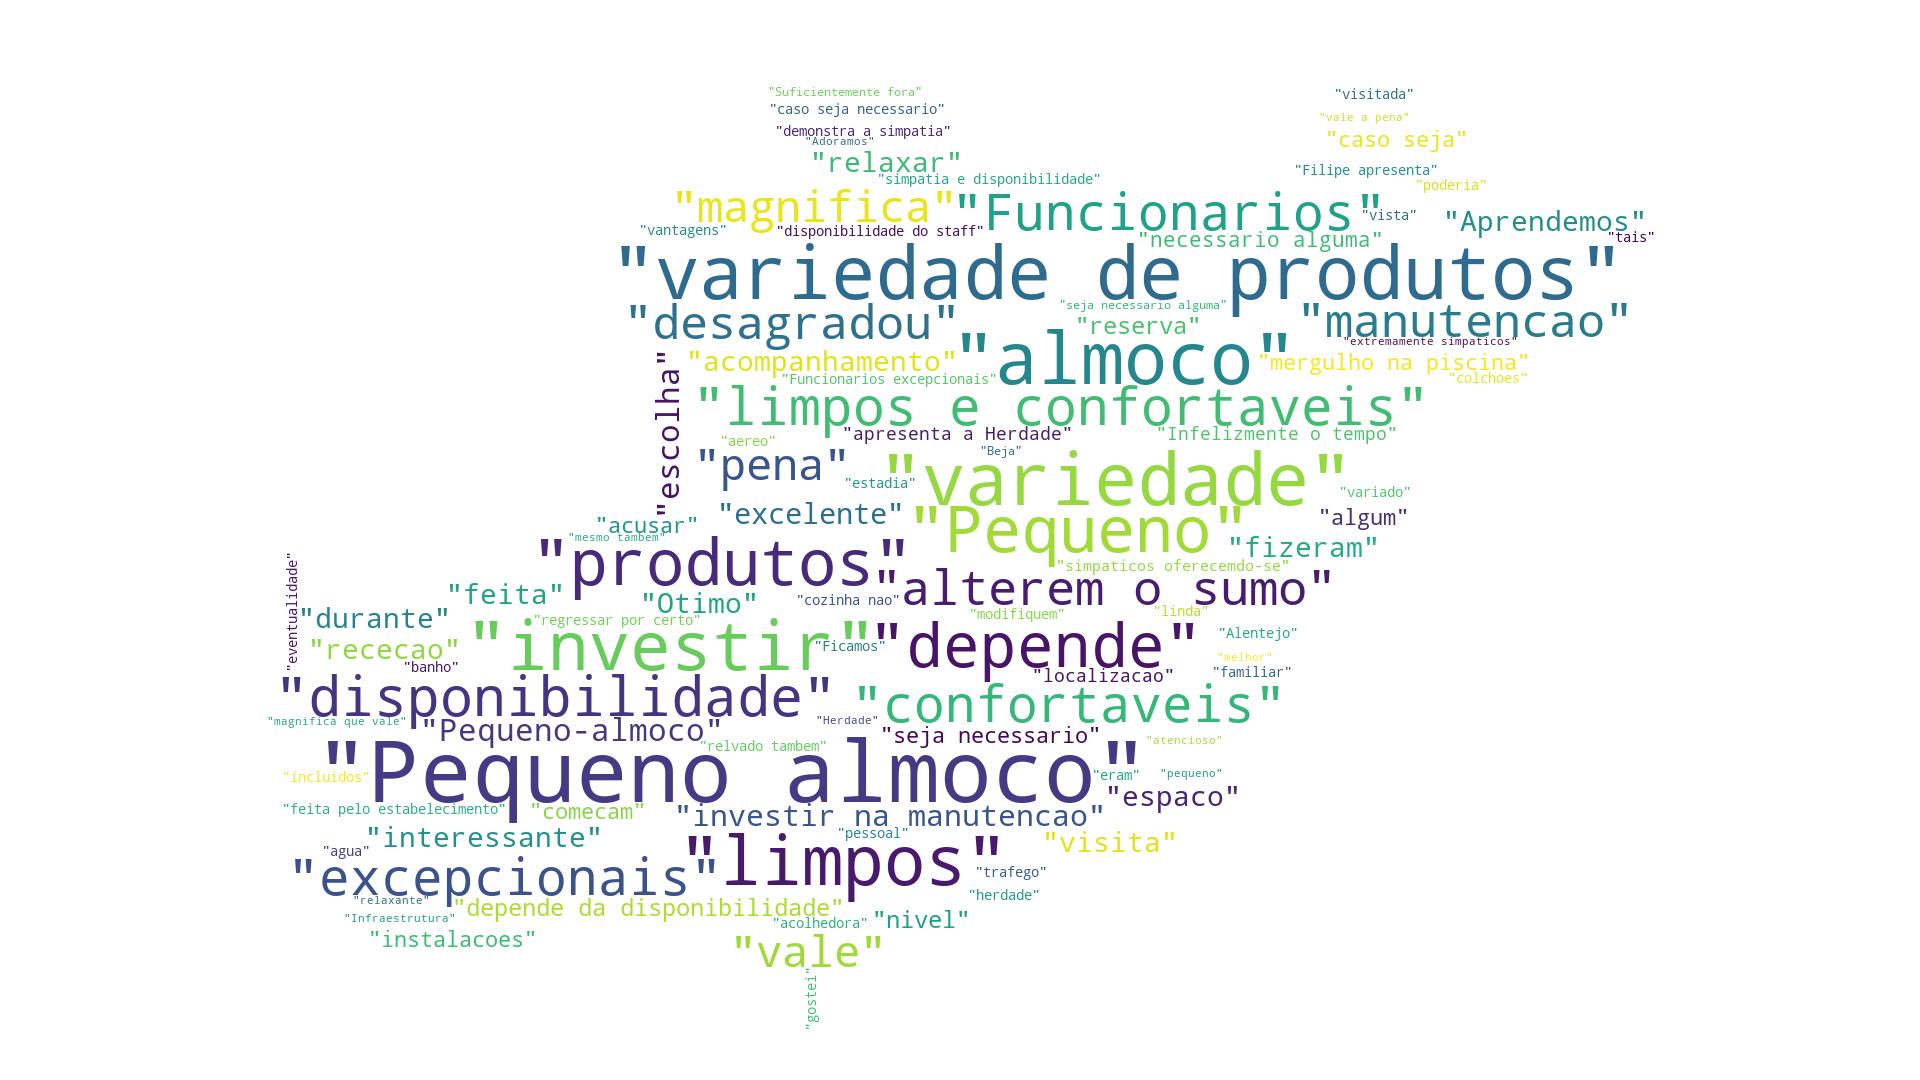 "Suficientemente fora"
"visitada"
"caso seja necessario"
"vale a pena"
"demonstra a simpatia"
"Adoramos"
"caso seja"
"relaxar"
"Filipe apresenta"
"simpatia e disponibilidade"
"poderia"
"magnifica"
"Funcionarios"
"vista"
"Aprendemos"
"vantagens"
"disponibilidade do staff"
"necessario alguma"
"tais"
"variedade de produtos"
"seja necessario alguma"
"desagradou"
"reserva"
"manutencao"
"extremamente simpaticos"
"acompanhamento"
"almoco"
"mergulho na piscina"
"Funcionarios excepcionais"
"colchoes"
"escolha"
"limpos e confortaveis"
"aereo"
"apresenta a Herdade"
"Infelizmente o tempo"
"Beja"
"pena"
"variedade"
"estadia"
"variado"
"excelente"
"acusar"
"Pequeno"
"algum"
"mesmo tambem"
"fizeram"
"produtos"
"simpaticos oferecemdo-se"
"alterem o sumo"
"feita"
"Otimo"
"cozinha nao"
"eventualidade"
"durante"
"regressar por certo"
"modifiquem"
"linda"
"rececao"
"investir"
"Ficamos"
"depende"
"Alentejo"
"melhor"
"banho"
"localizacao"
"familiar"
"disponibilidade"
"confortaveis"
"magnifica que vale"
"Pequeno-almoco"
"Herdade"
"seja necessario"
"relvado tambem"
"atencioso"
"Pequeno almoco"
"incluidos"
"eram"
"pequeno"
"espaco"
"feita pelo estabelecimento"
"comecam"
"investir na manutencao"
"interessante"
"pessoal"
"visita"
"agua"
"limpos"
"excepcionais"
"trafego"
"herdade"
"relaxante"
"depende da disponibilidade"
"Infraestrutura"
"acolhedora"
"nivel"
"instalacoes"
"vale"
"gostei"